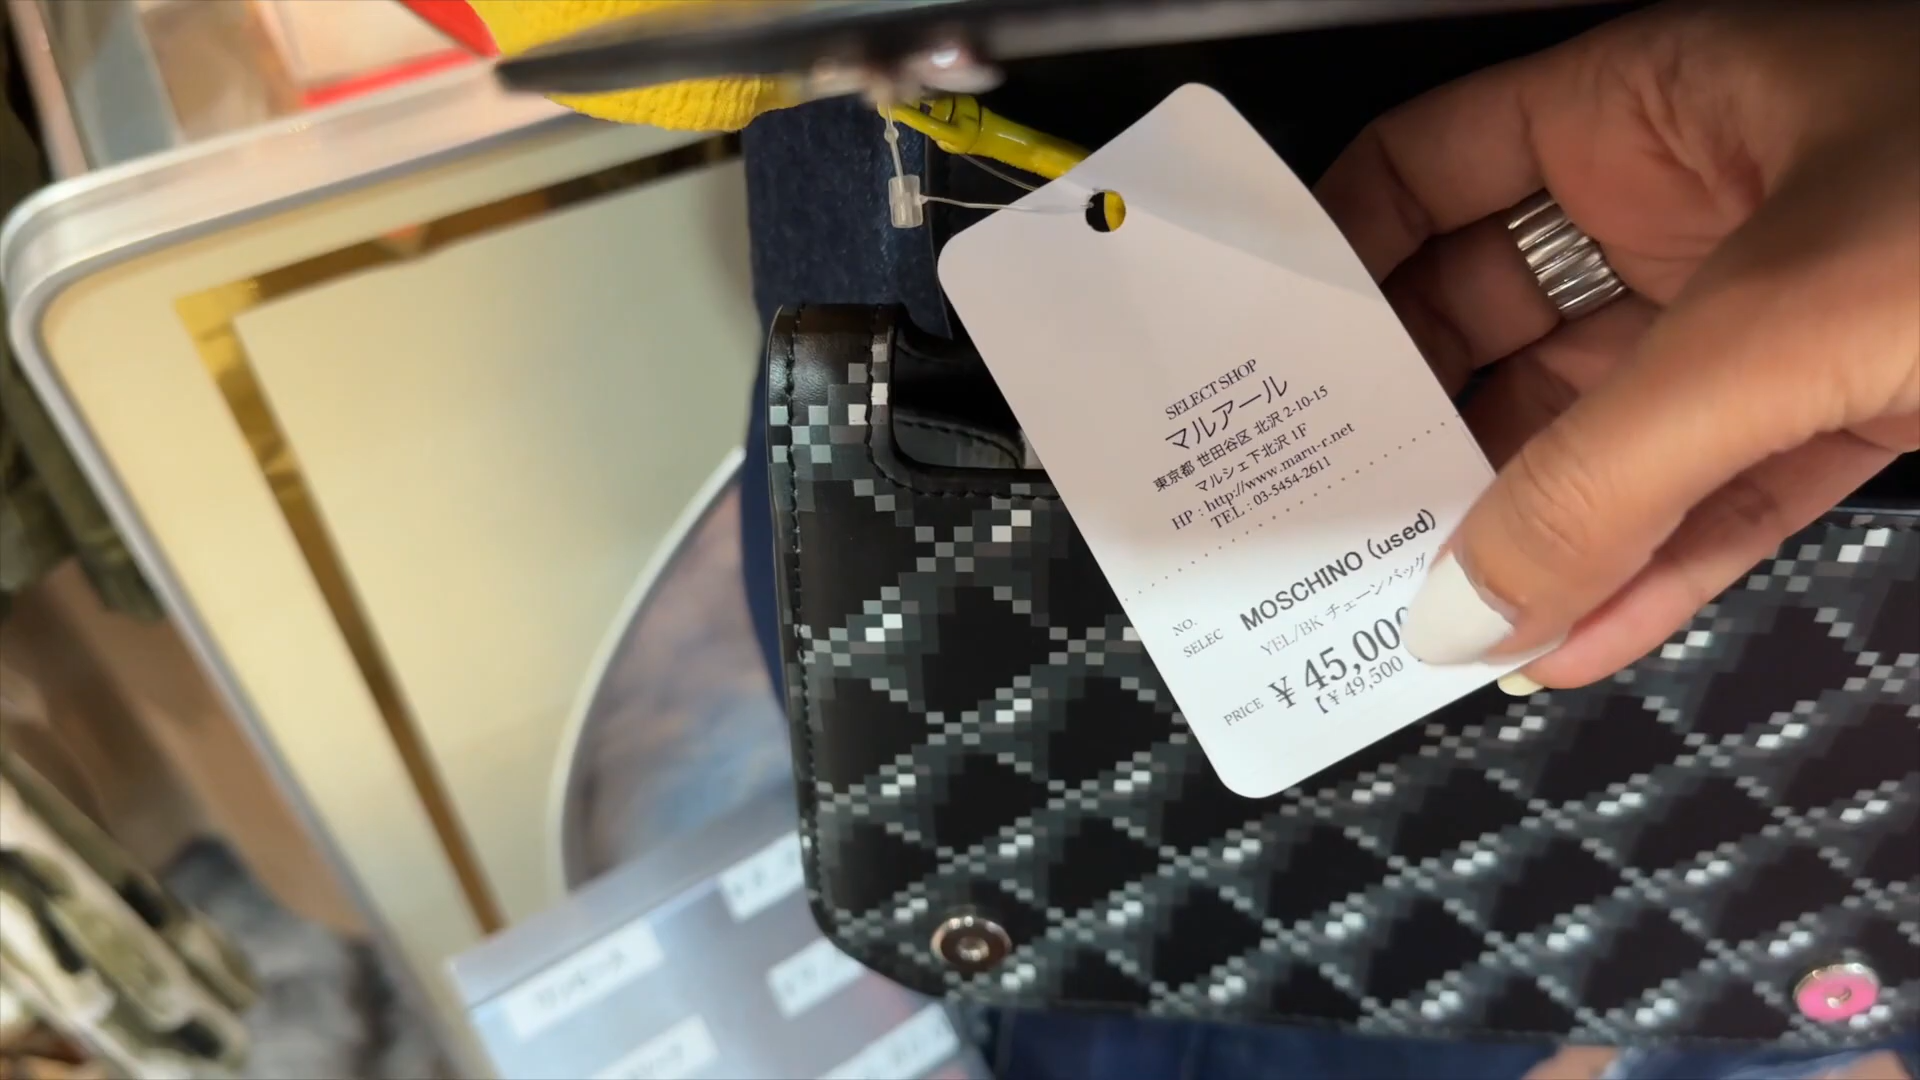 SELECT SHOP
マルアール
東京都 世田谷区 北沢 2-10-15
マルシェ下北沢 1F
HP : http://www.maru-r.net
TEL : 03-5454-2611
NO.
MOSCHINO (used)
SELEC
YEL/BK チェーンバッグ
PRICE ¥ 45,000
【¥ 49,500